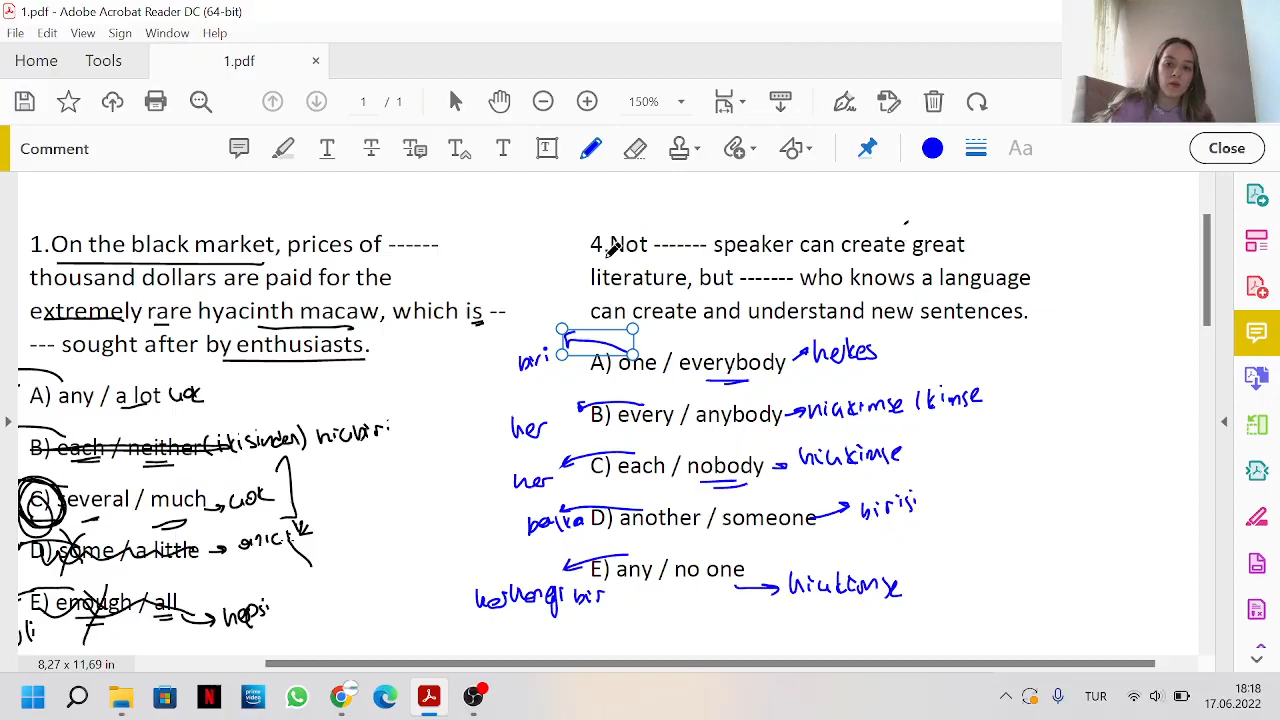 1.pdf - Adobe Acrobat Reader DC (64-bit)
File Edit View Sign Window Help
Home Tools 1.pdf ×
1 / 1 150%
Comment Aa Close
1.On the black market, prices of ------
thousand dollars are paid for the
extremely rare hyacinth macaw, which is --
---- sought after by enthusiasts.
A) any / a lot çok
B) each / neither (ikisinden) hiçbiri
C) several / much çok
D) some / a little
E) enough / all hepsi
4.Not ------- speaker can create great
literature, but ------- who knows a language
can create and understand new sentences.
biri A) one / everybody herkes
her B) every / anybody hiçkimse / kimse
her C) each / nobody hiçkimse
başka D) another / someone birisi
E) any / no one hiçkimse
herhangi bir
8,27 x 11,69 in
prime video
TUR 18:18
17.06.2022